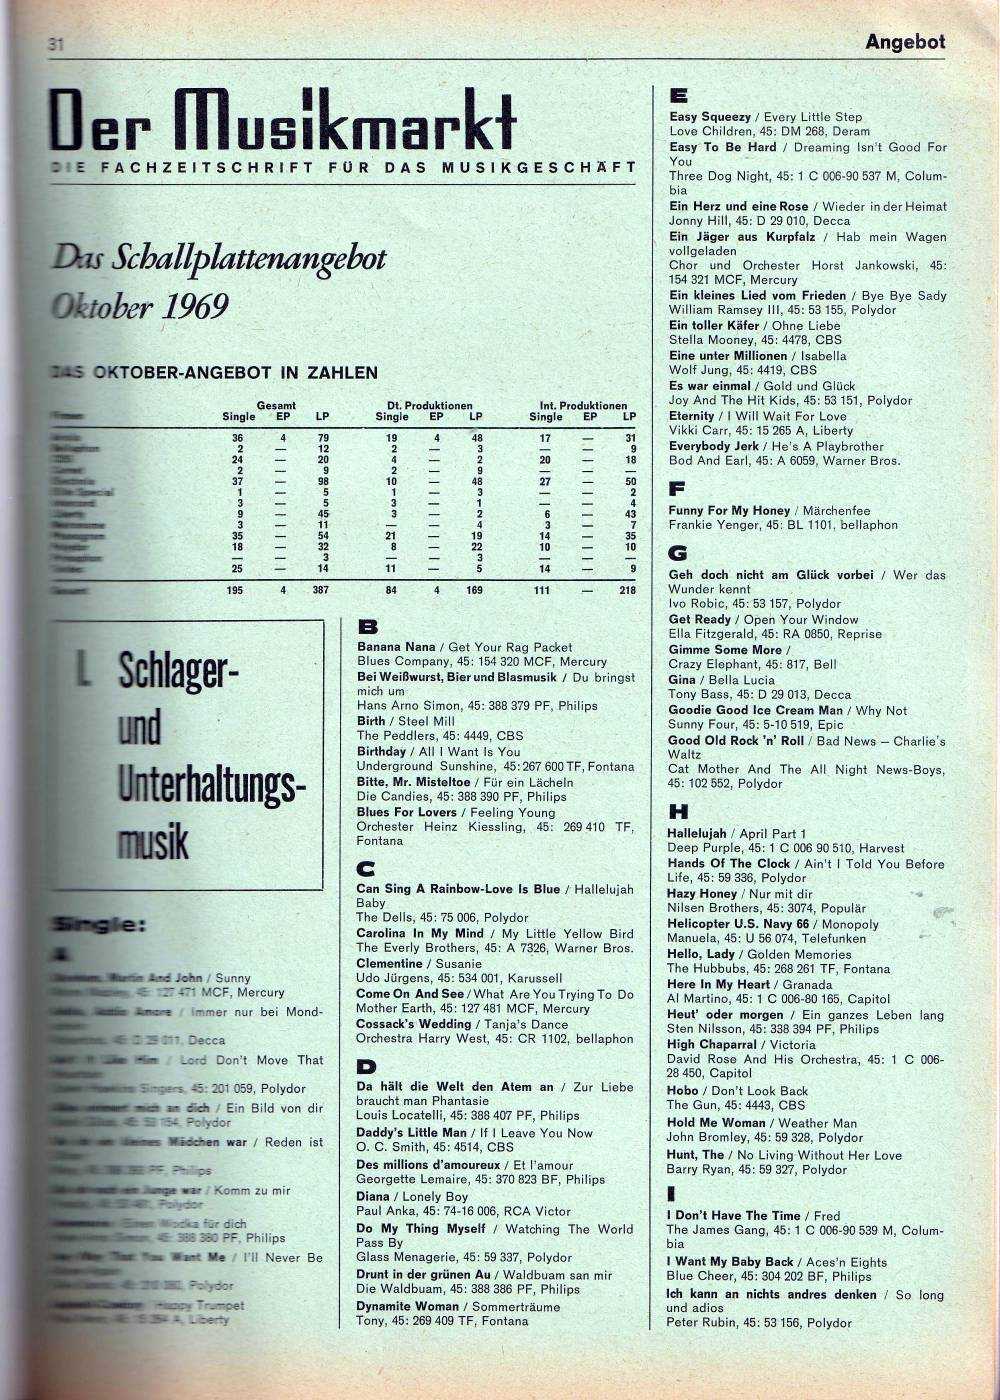 31
Angebot
Der Musikmarkt
DIE FACHZEITSCHRIFT FÜR DAS MUSIKGESCHÄFT
Das Schallplattenangebot
Oktober 1969
DAS OKTOBER-ANGEBOT IN ZAHLEN
Gesamt Dt. Produktionen Int. Produktionen
Single EP LP Single EP LP Single EP LP
36 4 79 19 4 48 17 — 31
2 — 12 2 — 3 — — 9
24 — 20 4 — 2 20 — 18
2 — 9 2 — 9 — — —
37 — 98 10 — 48 27 — 50
1 — 5 1 — 3 — — 2
3 — 5 3 — 1 — — 4
9 — 45 3 — 2 6 — 43
3 — 11 — — 4 3 — 7
35 — 54 21 — 19 14 — 35
18 — 32 8 — 22 10 — 10
— — 3 — — 3 — — —
25 — 14 11 — 5 14 — 9
195 4 387 84 4 169 111 — 218
Schlager-
und
Unterhaltungs-
musik
Single:
A
Martin And John / Sunny
45: 127 471 MCF, Mercury
Amore / Immer nur bei Mond-
45: D 29 011, Decca
Him / Lord Don't Move That
Singers, 45: 201 059, Polydor
mich an dich / Ein Bild von dir
45: 53 154, Polydor
Mädchen war / Reden ist
PF, Philips
Junge war / Komm zu mir
Polydor
Wodka für dich
45: 388 380 PF, Philips
You Want Me / I'll Never Be
Polydor
Happy Trumpet
A, Liberty
B
Banana Nana / Get Your Rag Packet
Blues Company, 45: 154 320 MCF, Mercury
Bei Weißwurst, Bier und Blasmusik / Du bringst
mich um
Hans Arno Simon, 45: 388 379 PF, Philips
Birth / Steel Mill
The Peddlers, 45: 4449, CBS
Birthday / All I Want Is You
Underground Sunshine, 45: 267 600 TF, Fontana
Bitte, Mr. Misteltoe / Für ein Lächeln
Die Candies, 45: 388 390 PF, Philips
Blues For Lovers / Feeling Young
Orchester Heinz Kiessling, 45: 269 410 TF,
Fontana
C
Can Sing A Rainbow-Love Is Blue / Hallelujah
Baby
The Dells, 45: 75 006, Polydor
Carolina In My Mind / My Little Yellow Bird
The Everly Brothers, 45: A 7326, Warner Bros.
Clementine / Susanie
Udo Jürgens, 45: 534 001, Karussell
Come On And See / What Are You Trying To Do
Mother Earth, 45: 127 481 MCF, Mercury
Cossack's Wedding / Tanja's Dance
Orchestra Harry West, 45: CR 1102, bellaphon
D
Da hält die Welt den Atem an / Zur Liebe
braucht man Phantasie
Louis Locatelli, 45: 388 407 PF, Philips
Daddy's Little Man / If I Leave You Now
O. C. Smith, 45: 4514, CBS
Des millions d'amoureux / Et l'amour
Georgette Lemaire, 45: 370 823 BF, Philips
Diana / Lonely Boy
Paul Anka, 45: 74-16 006, RCA Victor
Do My Thing Myself / Watching The World
Pass By
Glass Menagerie, 45: 59 337, Polydor
Drunt in der grünen Au / Waldbuam san mir
Die Waldbuam, 45: 388 386 PF, Philips
Dynamite Woman / Sommerträume
Tony, 45: 269 409 TF, Fontana
E
Easy Squeezy / Every Little Step
Love Children, 45: DM 268, Deram
Easy To Be Hard / Dreaming Isn't Good For
You
Three Dog Night, 45: 1 C 006-90 537 M, Colum-
bia
Ein Herz und eine Rose / Wieder in der Heimat
Jonny Hill, 45: D 29 010, Decca
Ein Jäger aus Kurpfalz / Hab mein Wagen
vollgeladen
Chor und Orchester Horst Jankowski, 45:
154 321 MCF, Mercury
Ein kleines Lied vom Frieden / Bye Bye Sady
William Ramsey III, 45: 53 155, Polydor
Ein toller Käfer / Ohne Liebe
Stella Mooney, 45: 4478, CBS
Eine unter Millionen / Isabella
Wolf Jung, 45: 4419, CBS
Es war einmal / Gold und Glück
Joy And The Hit Kids, 45: 53 151, Polydor
Eternity / I Will Wait For Love
Vikki Carr, 45: 15 265 A, Liberty
Everybody Jerk / He's A Playbrother
Bod And Earl, 45: A 6059, Warner Bros.
F
Funny For My Honey / Märchenfee
Frankie Yenger, 45: BL 1101, bellaphon
G
Geh doch nicht am Glück vorbei / Wer das
Wunder kennt
Ivo Robic, 45: 53 157, Polydor
Get Ready / Open Your Window
Ella Fitzgerald, 45: RA 0850, Reprise
Gimme Some More /
Crazy Elephant, 45: 817, Bell
Gina / Bella Lucia
Tony Bass, 45: D 29 013, Decca
Goodie Good Ice Cream Man / Why Not
Sunny Four, 45: 5-10 519, Epic
Good Old Rock 'n' Roll / Bad News – Charlie's
Waltz
Cat Mother And The All Night News-Boys,
45: 102 552, Polydor
H
Hallelujah / April Part 1
Deep Purple, 45: 1 C 006 90 510, Harvest
Hands Of The Clock / Ain't I Told You Before
Life, 45: 59 336, Polydor
Hazy Honey / Nur mit dir
Nilsen Brothers, 45: 3074, Populär
Helicopter U.S. Navy 66 / Monopoly
Manuela, 45: U 56 074, Telefunken
Hello, Lady / Golden Memories
The Hubbubs, 45: 268 261 TF, Fontana
Here In My Heart / Granada
Al Martino, 45: 1 C 006-80 165, Capitol
Heut' oder morgen / Ein ganzes Leben lang
Sten Nilsson, 45: 338 394 PF, Philips
High Chaparral / Victoria
David Rose And His Orchestra, 45: 1 C 006-
28 450, Capitol
Hobo / Don't Look Back
The Gun, 45: 4443, CBS
Hold Me Woman / Weather Man
John Bromley, 45: 59 328, Polydor
Hunt, The / No Living Without Her Love
Barry Ryan, 45: 59 327, Polydor
I
I Don't Have The Time / Fred
The James Gang, 45: 1 C 006-90 539 M, Colum-
bia
I Want My Baby Back / Aces'n Eights
Blue Cheer, 45: 304 202 BF, Philips
Ich kann an nichts andres denken / So long
und adios
Peter Rubin, 45: 53 156, Polydor